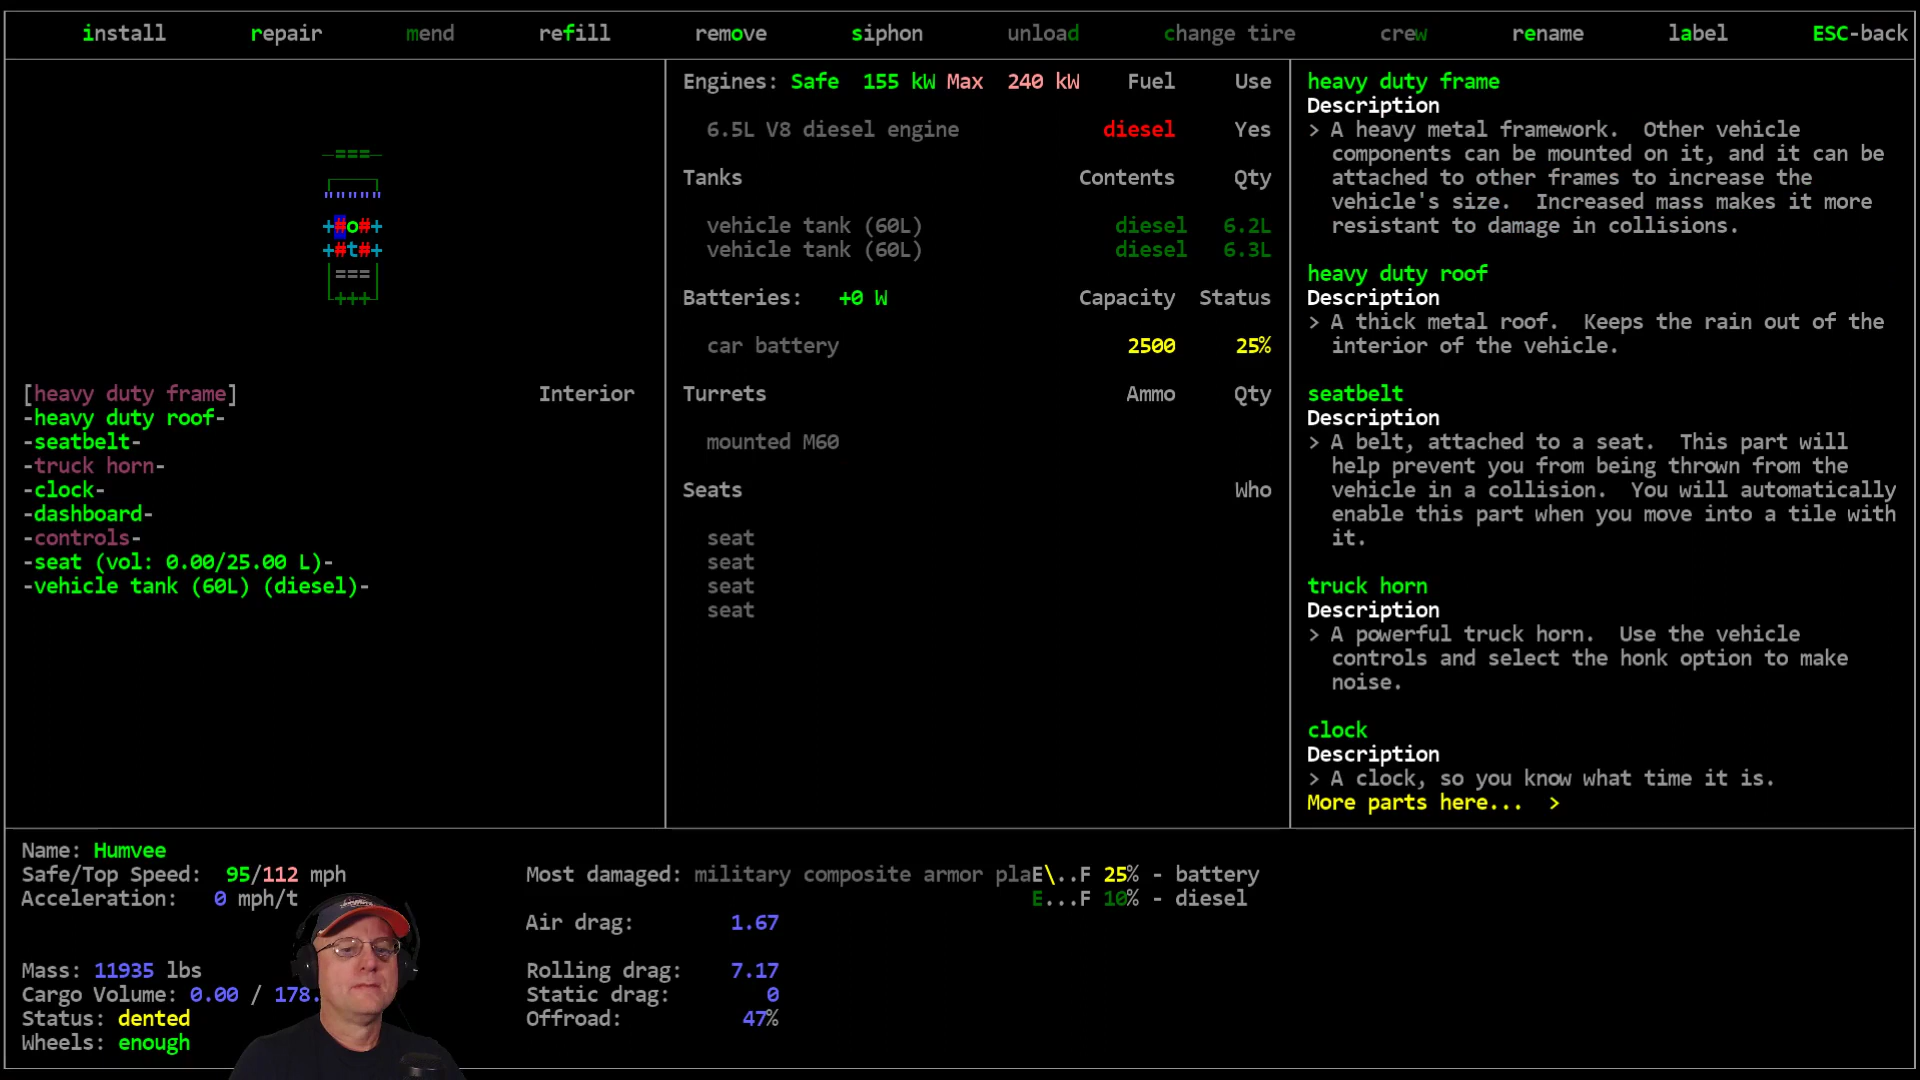 install repair mend refill remove siphon unload change tire crew rename label ESC-back
[heavy duty frame] Interior
-heavy duty roof-
-seatbelt-
-truck horn-
-clock-
-dashboard-
-controls-
-seat (vol: 0.00/25.00 L)-
-vehicle tank (60L) (diesel)-
Engines: Safe 155 kW Max 240 kW Fuel Use
6.5L V8 diesel engine diesel Yes
Tanks Contents Qty
vehicle tank (60L) diesel 6.2L
vehicle tank (60L) diesel 6.3L
Batteries: +0 W Capacity Status
car battery 2500 25%
Turrets Ammo Qty
mounted M60
Seats Who
seat
seat
seat
seat
heavy duty frame
Description
> A heavy metal framework. Other vehicle
components can be mounted on it, and it can be
attached to other frames to increase the
vehicle's size. Increased mass makes it more
resistant to damage in collisions.
heavy duty roof
Description
> A thick metal roof. Keeps the rain out of the
interior of the vehicle.
seatbelt
Description
> A belt, attached to a seat. This part will
help prevent you from being thrown from the
vehicle in a collision. You will automatically
enable this part when you move into a tile with
it.
truck horn
Description
> A powerful truck horn. Use the vehicle
controls and select the honk option to make
noise.
clock
Description
> A clock, so you know what time it is.
More parts here... >
Name: Humvee
Safe/Top Speed: 95/112 mph
Acceleration: 0 mph/t
Mass: 11935 lbs
Cargo Volume: 0.00 / 178.
Status: dented
Wheels: enough
Most damaged: military composite armor plaE\..F 25% - battery
E...F 10% - diesel
Air drag: 1.67
Rolling drag: 7.17
Static drag: 0
Offroad: 47%